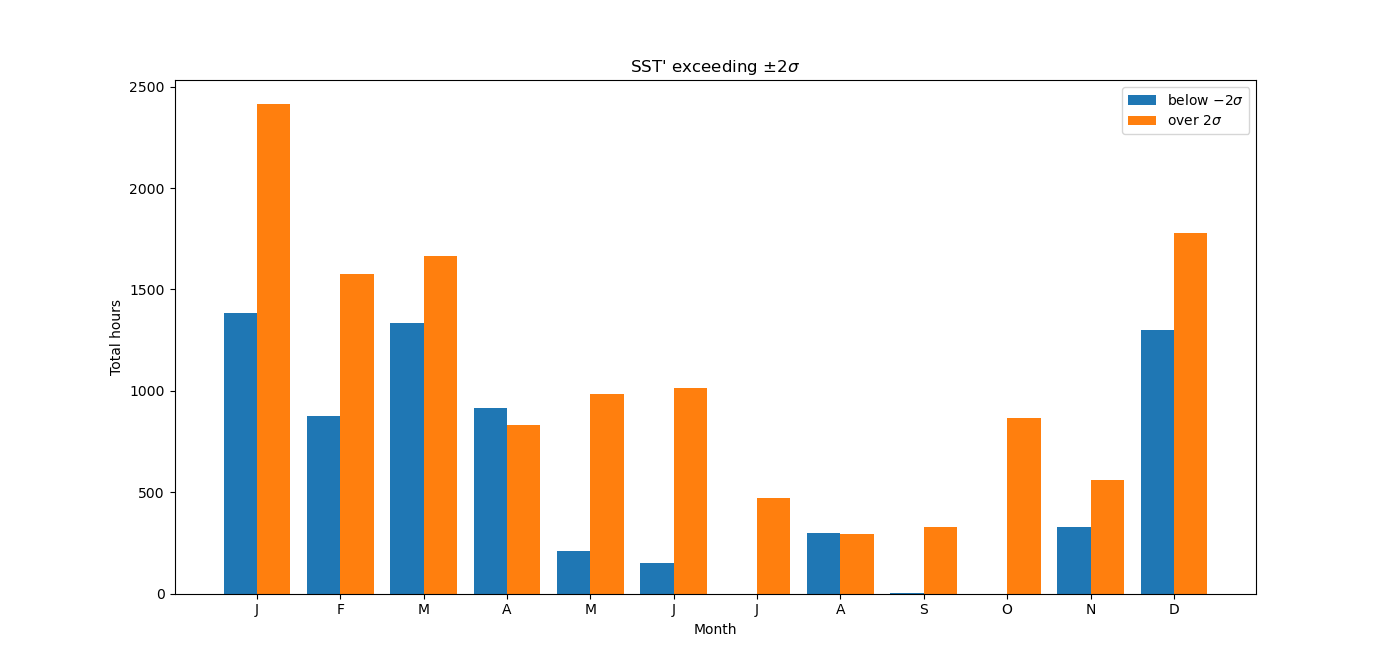 SST' exceeding ±2σ
below −2σ
over 2σ
2500
2000
1500
1000
500
0
Total hours
J F M A M J J A S O N D
Month